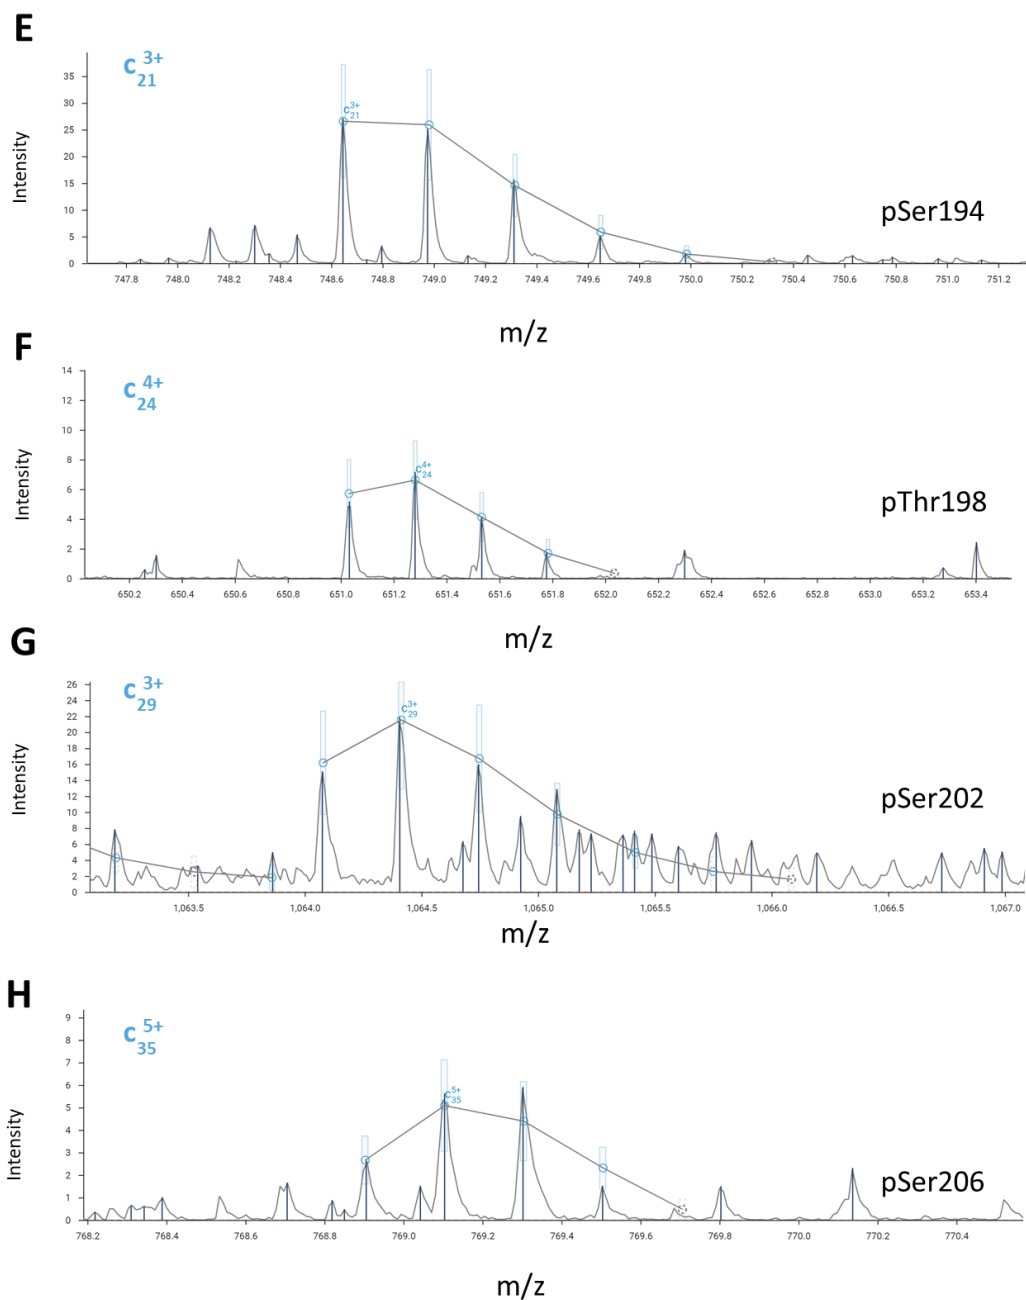 E
c 3+ 21
Intensity
35
30
25
20
15
10
5
0
c 3+ 21
pSer194
747.8 748.0 748.2 748.4 748.6 748.8 749.0 749.2 749.4 749.6 749.8 750.0 750.2 750.4 750.6 750.8 751.0 751.2
m/z
F
c 4+ 24
Intensity
14
12
10
8
6
4
2
0
c 4+ 24
pThr198
650.2 650.4 650.6 650.8 651.0 651.2 651.4 651.6 651.8 652.0 652.2 652.4 652.6 652.8 653.0 653.2 653.4
m/z
G
c 3+ 29
Intensity
26
24
22
20
18
16
14
12
10
8
6
4
2
0
c 3+ 29
pSer202
1,063.5 1,064.0 1,064.5 1,065.0 1,065.5 1,066.0 1,066.5 1,067.0
m/z
H
c 5+ 35
Intensity
9
8
7
6
5
4
3
2
1
0
c 5+ 35
pSer206
768.2 768.4 768.6 768.8 769.0 769.2 769.4 769.6 769.8 770.0 770.2 770.4
m/z